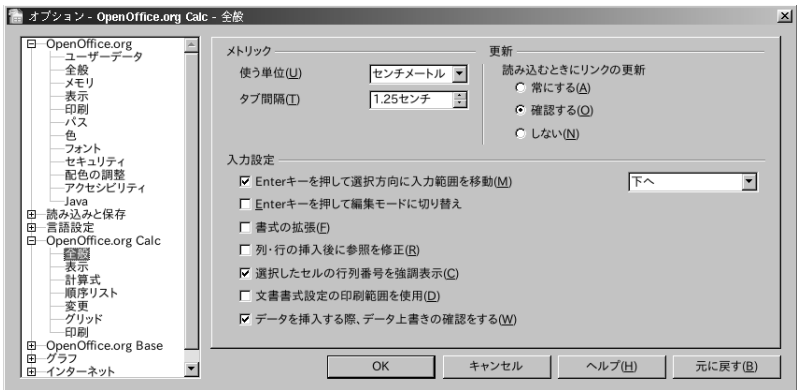 オプション - OpenOffice.org Calc - 全般
OpenOffice.org
ユーザーデータ
全般
メモリ
表示
印刷
パス
色
フォント
セキュリティ
配色の調整
アクセシビリティ
Java
読み込みと保存
言語設定
OpenOffice.org Calc
全般
表示
計算式
順序リスト
変更
グリッド
印刷
OpenOffice.org Base
グラフ
インターネット
メトリック
使う単位(U) センチメートル
タブ間隔(T) 1.25センチ
更新
読み込むときにリンクの更新
常にする(A)
確認する(O)
しない(N)
入力設定
Enterキーを押して選択方向に入力範囲を移動(M) 下へ
Enterキーを押して編集モードに切り替え
書式の拡張(F)
列・行の挿入後に参照を修正(R)
選択したセルの行列番号を強調表示(C)
文書書式設定の印刷範囲を使用(D)
データを挿入する際、データ上書きの確認をする(W)
OK キャンセル ヘルプ(H) 元に戻す(B)